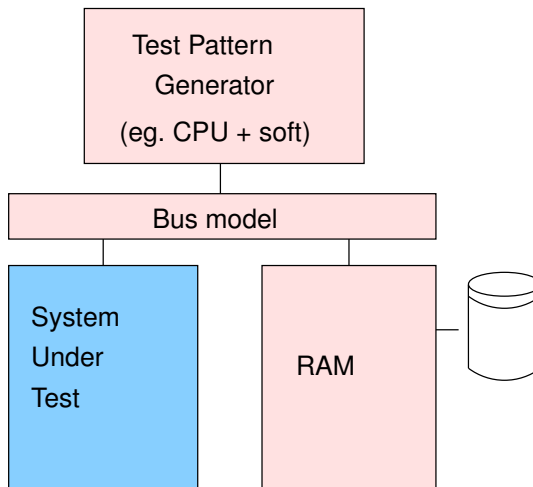 Test Pattern
Generator
(eg. CPU + soft)
Bus model
System
Under
Test
RAM